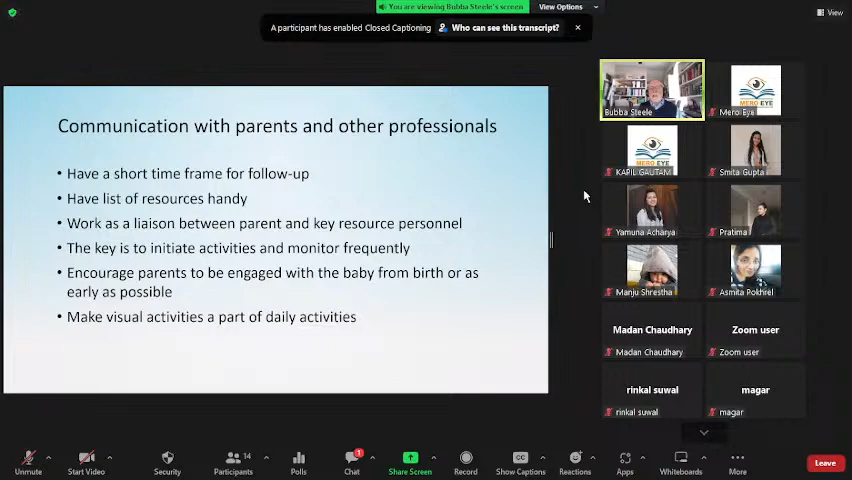 You are viewing Bubba Steele's screen
View Options
View
A participant has enabled Closed Captioning
Who can see this transcript?
Communication with parents and other professionals
• Have a short time frame for follow-up
• Have list of resources handy
• Work as a liaison between parent and key resource personnel
• The key is to initiate activities and monitor frequently
• Encourage parents to be engaged with the baby from birth or as
early as possible
• Make visual activities a part of daily activities
Bubba Steele
MERO EYE
Mero Eye
MERO EYE
KAPIL GAUTAM
Smita Gupta
Yamuna Acharya
Pratima
Manju Shrestha
Asmita Pokhrel
Madan Chaudhary
Madan Chaudhary
Zoom user
Zoom user
rinkal suwal
rinkal suwal
magar
magar
Unmute
Start Video
Security
Participants
14
Polls
Chat
1
Share Screen
Record
CC
Show Captions
Reactions
Apps
Whiteboards
More
Leave